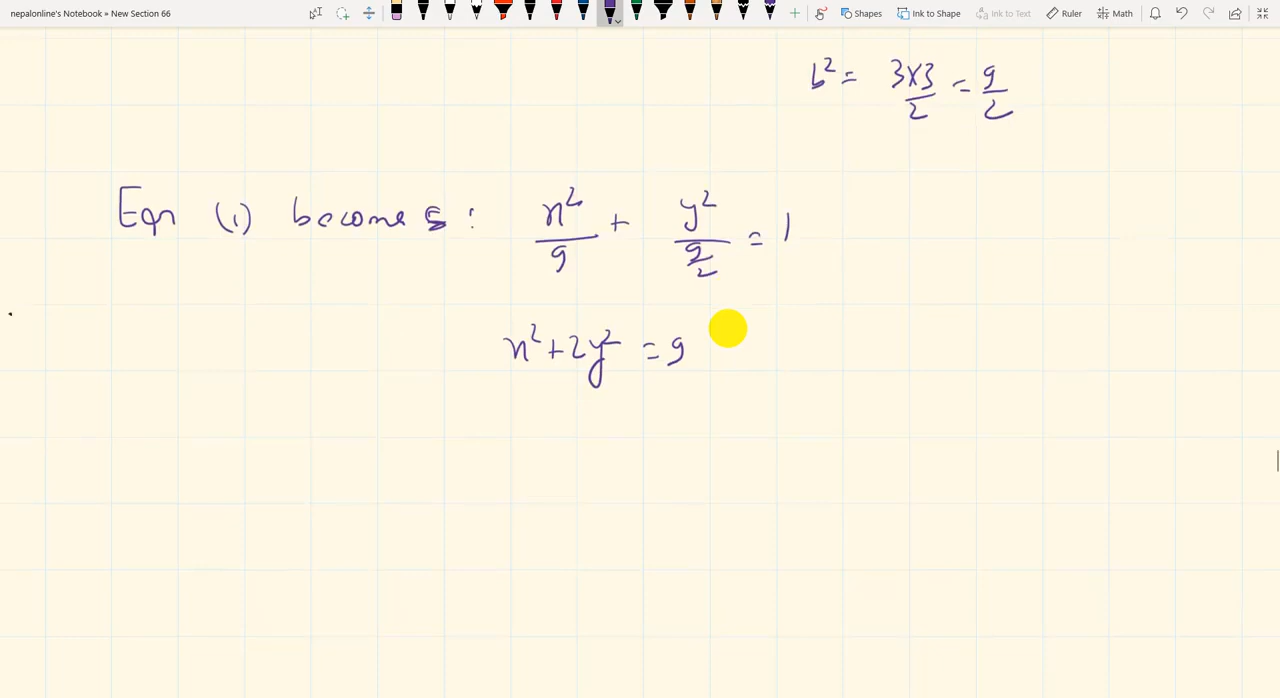 nepalonline's Notebook » New Section 66
Shapes Ink to Shape Ink to Text Ruler Math
b² = 3×3/2 = 9/2
Eqn (1) becomes : x²/9 + y²/(9/2) = 1
x² + 2y² = 9